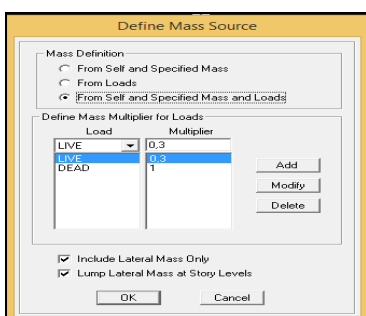 Define Mass Source
Mass Definition
From Self and Specified Mass
From Loads
From Self and Specified Mass and Loads
Define Mass Multiplier for Loads
Load Multiplier
LIVE 0,3
LIVE 0,3
DEAD 1
Add
Modify
Delete
Include Lateral Mass Only
Lump Lateral Mass at Story Levels
OK Cancel